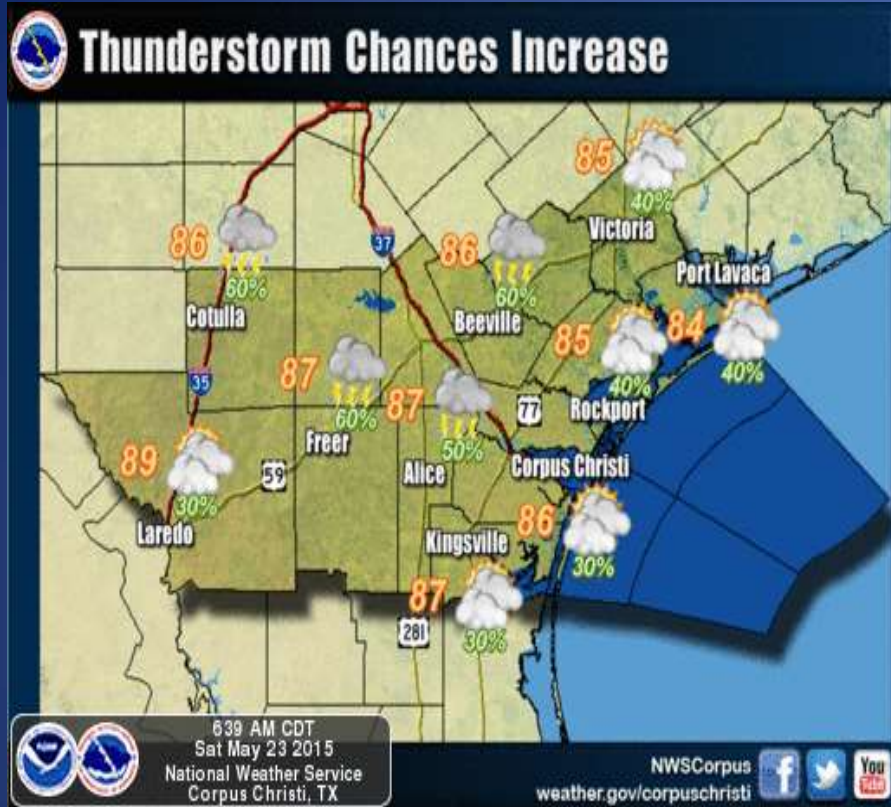 Thunderstorm Chances Increase
85
40%
Victoria
86
60%
Cotulla
37
86
60%
Beeville
Port Lavaca
84
40%
85
40%
Rockport
35
87
60%
Freer
87
50%
Alice
77
Corpus Christi
89
30%
Laredo
59
86
30%
Kingsville
87
30%
281
639 AM CDT
Sat May 23 2015
National Weather Service
Corpus Christi, TX
NWSCorpus
weather.gov/corpuschristi
f
You